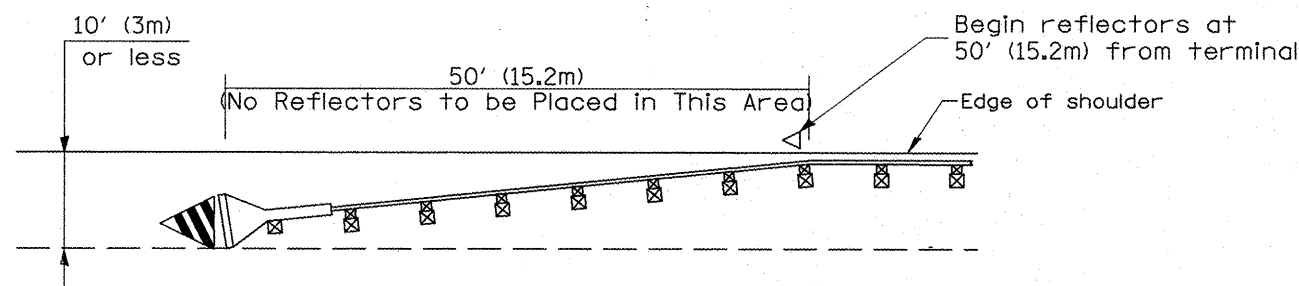 10' (3m)
or less
50' (15.2m)
(No Reflectors to be Placed in This Area)
Begin reflectors at
50' (15.2m) from terminal
Edge of shoulder